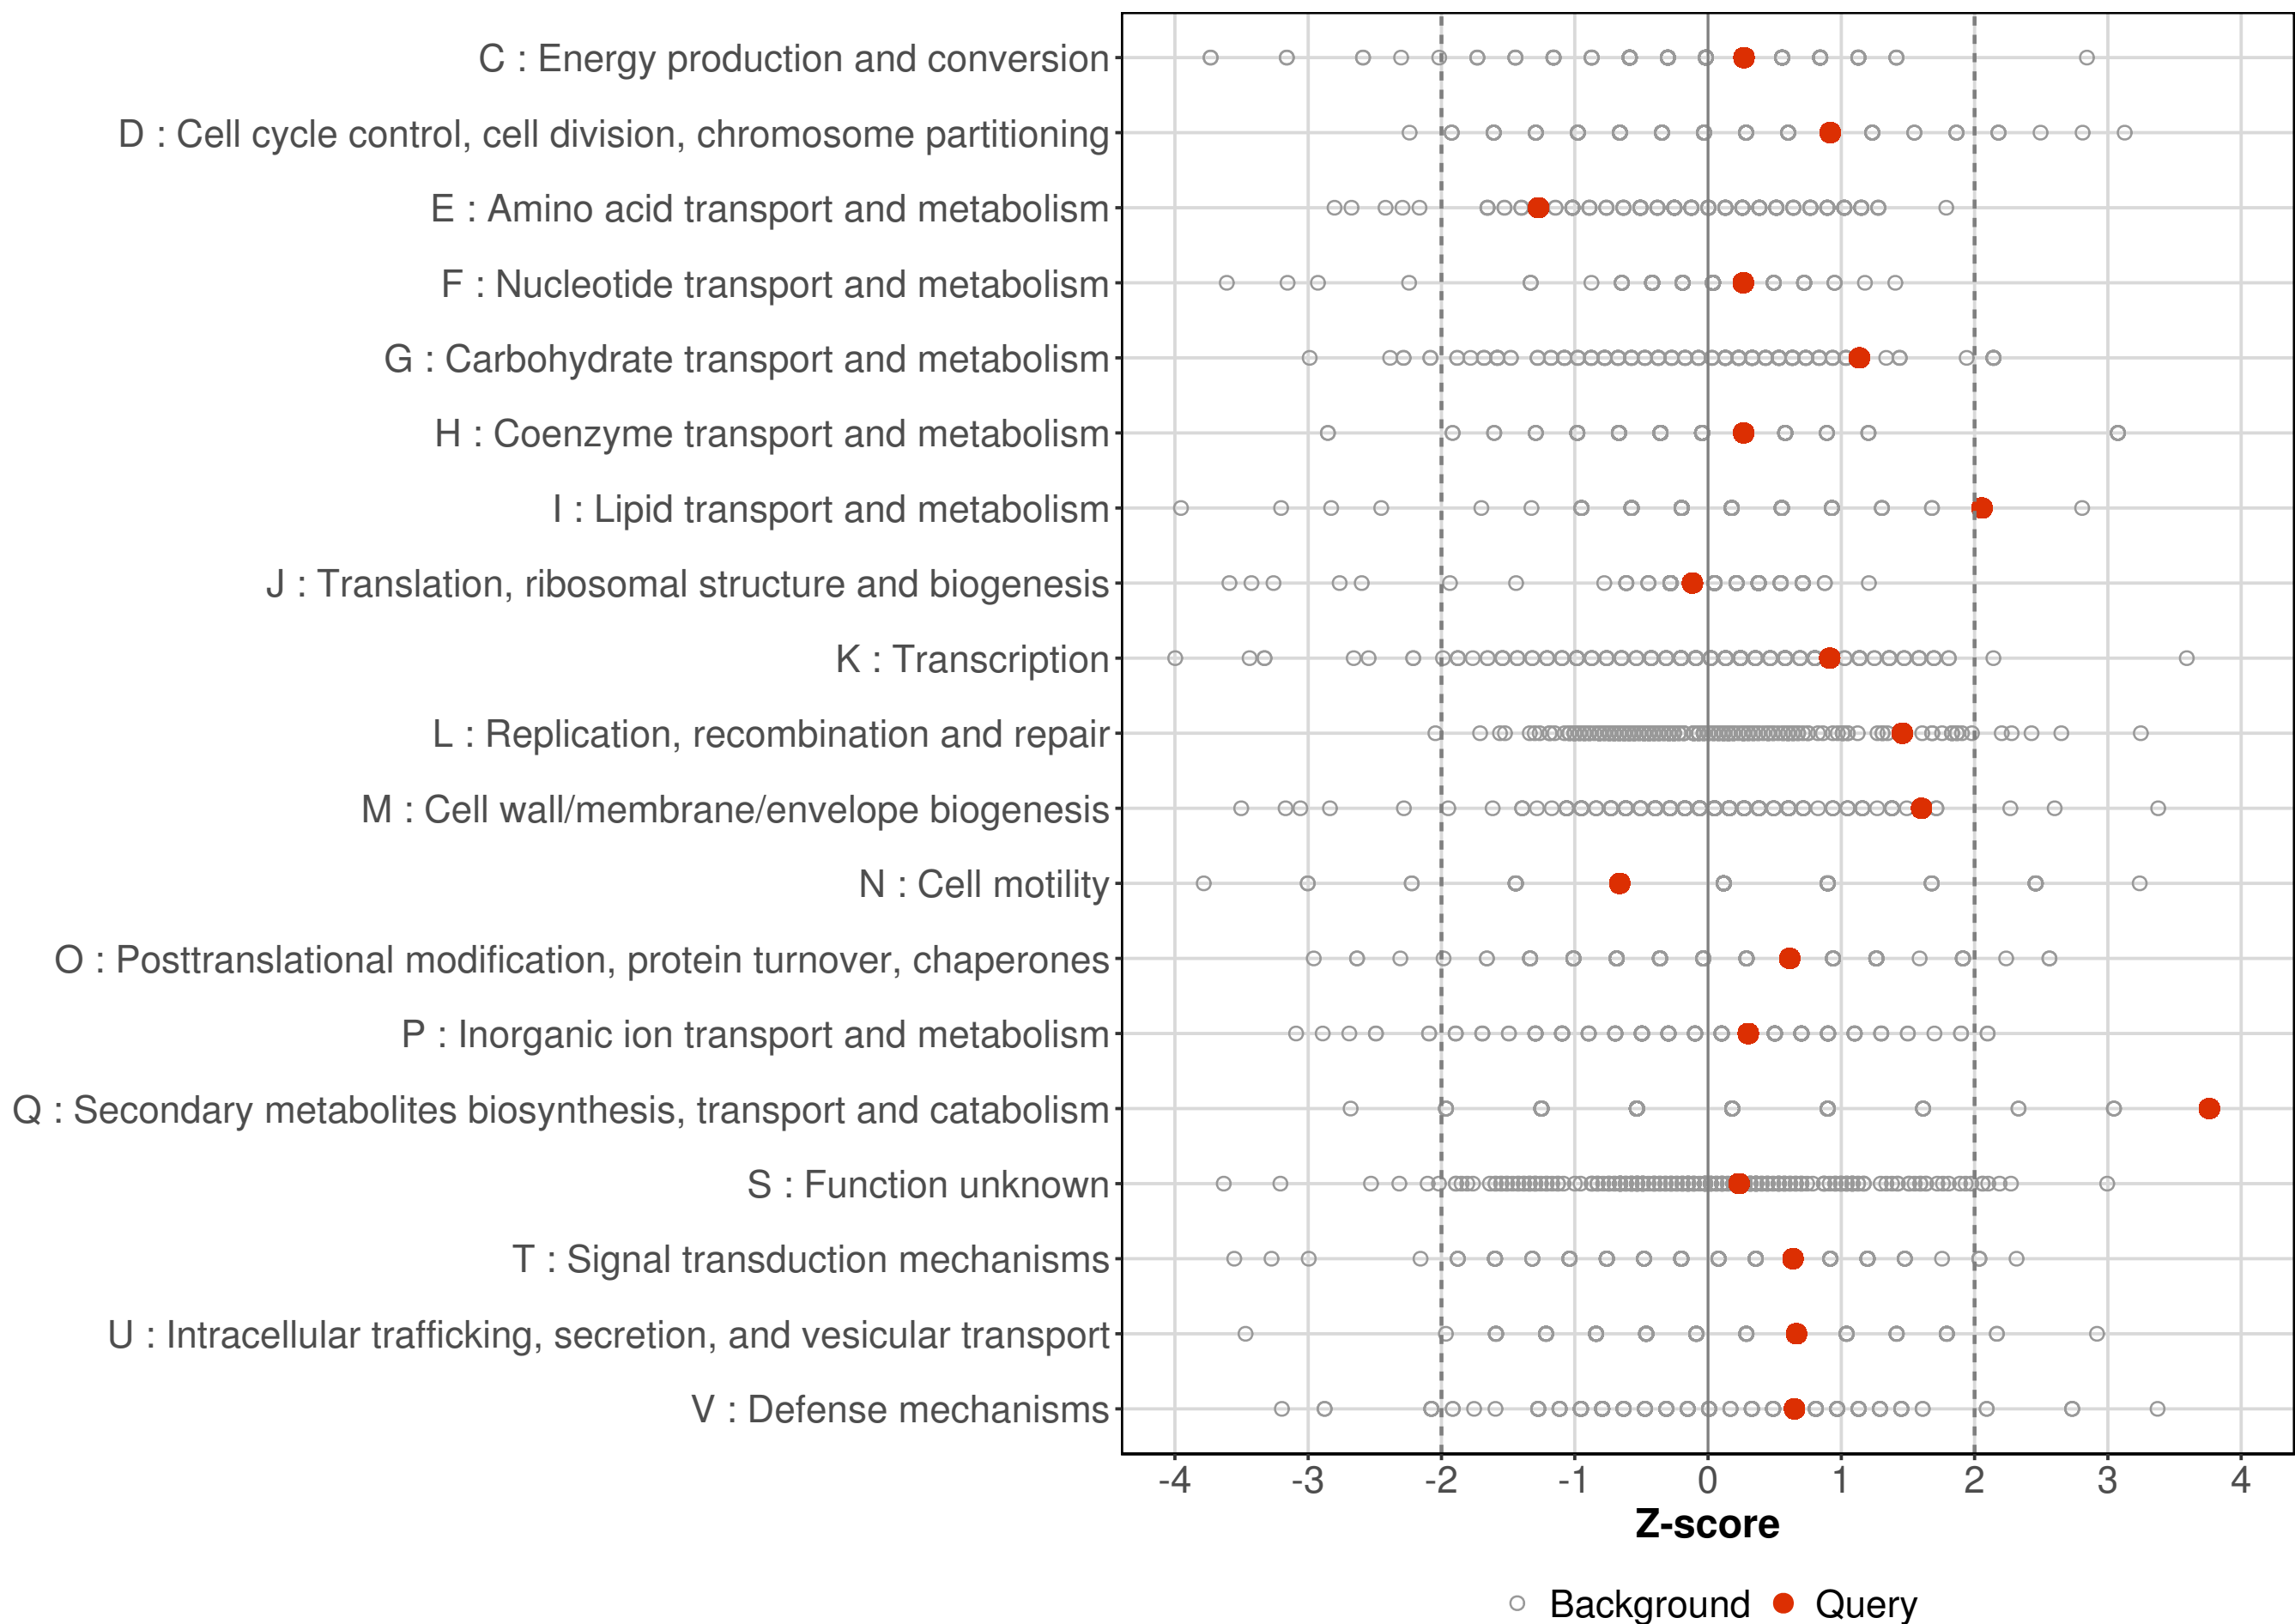 C : Energy production and conversion
D : Cell cycle control, cell division, chromosome partitioning
E : Amino acid transport and metabolism
F : Nucleotide transport and metabolism
G : Carbohydrate transport and metabolism
H : Coenzyme transport and metabolism
I : Lipid transport and metabolism
J : Translation, ribosomal structure and biogenesis
K : Transcription
L : Replication, recombination and repair
M : Cell wall/membrane/envelope biogenesis
N : Cell motility
O : Posttranslational modification, protein turnover, chaperones
P : Inorganic ion transport and metabolism
Q : Secondary metabolites biosynthesis, transport and catabolism
S : Function unknown
T : Signal transduction mechanisms
U : Intracellular trafficking, secretion, and vesicular transport
V : Defense mechanisms
-4 -3 -2 -1 0 1 2 3 4
Z-score
Background Query